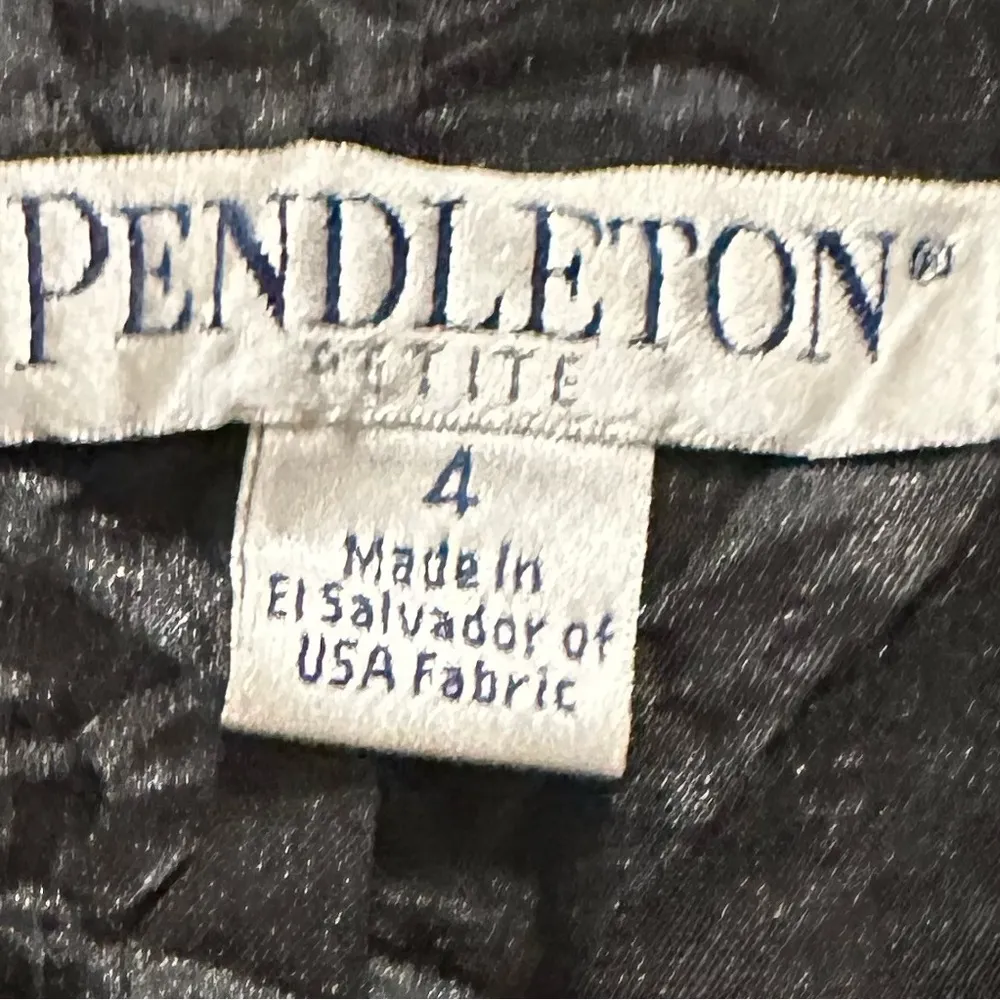 PENDLETON®
PETITE
4
Made In
El Salvador of
USA Fabric